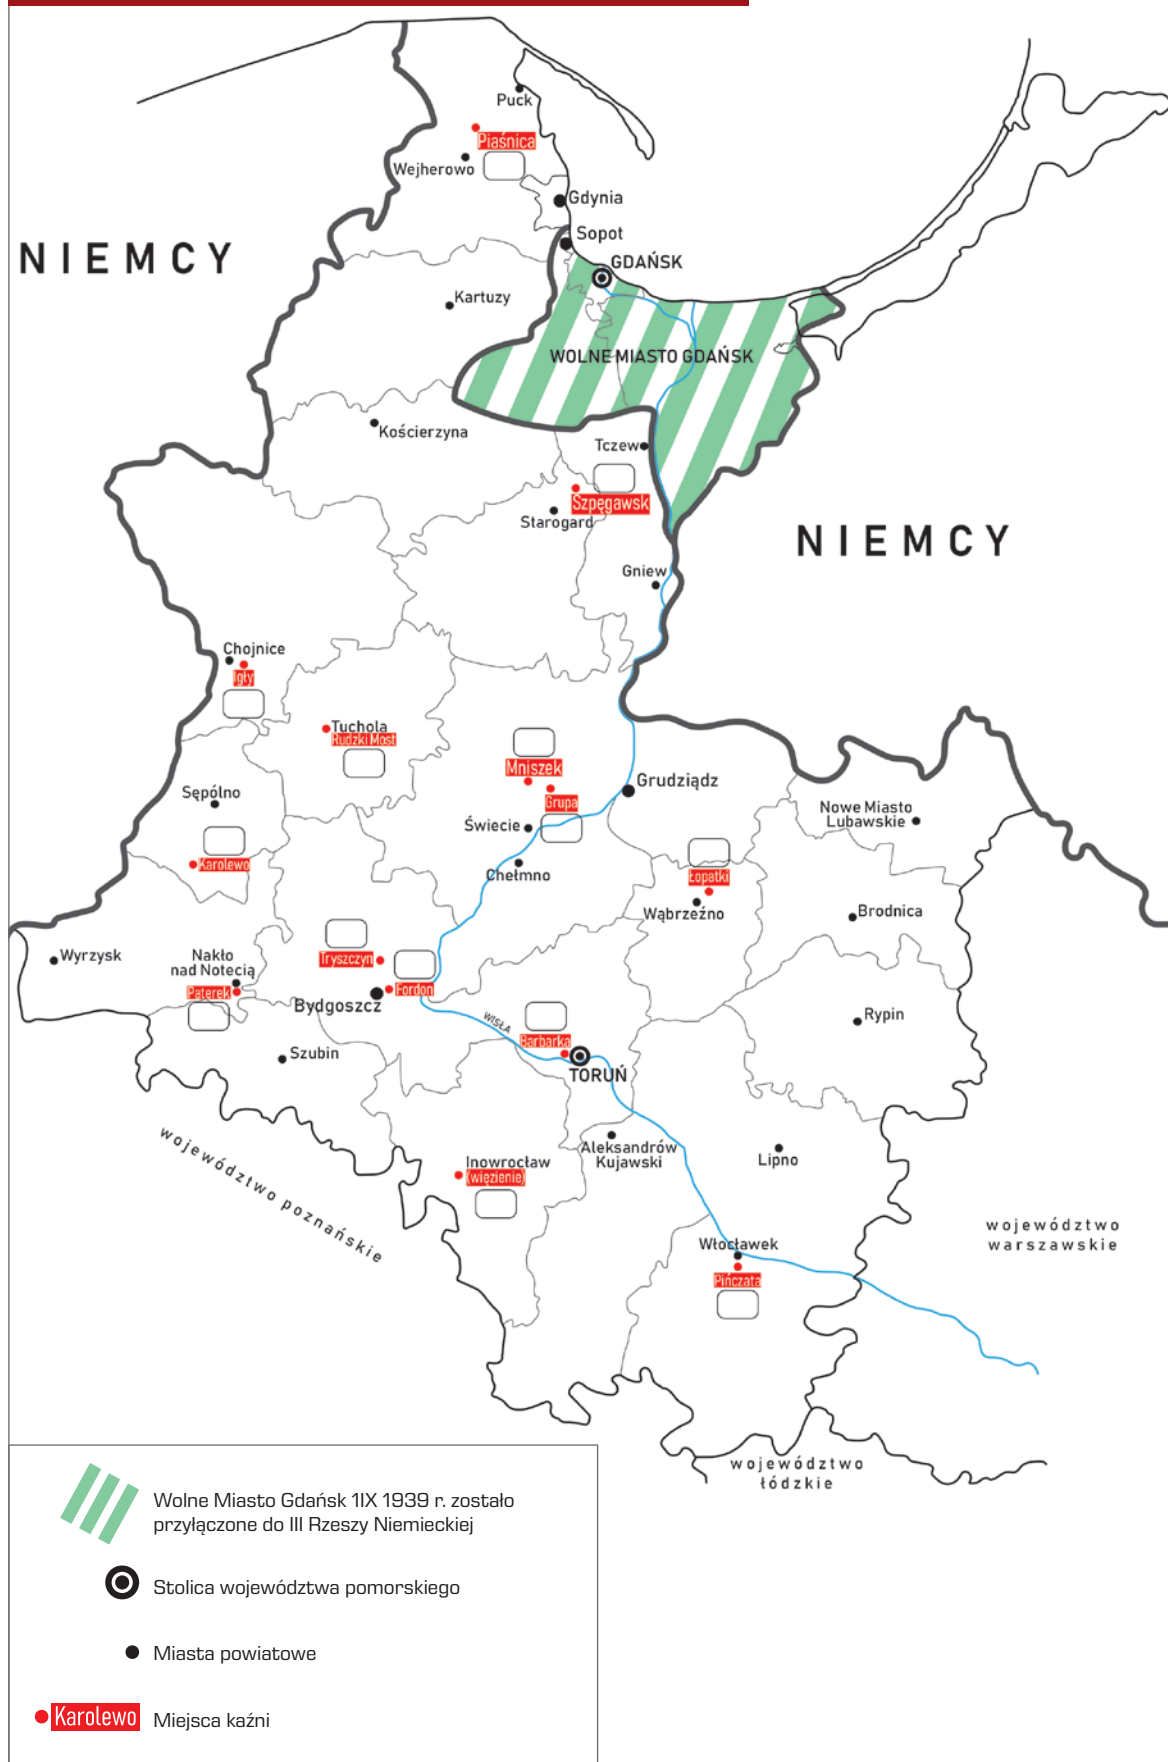 Puck
Piaśnica
Wejherowo
Gdynia
Sopot
NIEMCY
GDAŃSK
Kartuzy
WOLNE MIASTO GDAŃSK
Kościerzyna
Tczew
Szpęgawsk
Starogard
NIEMCY
Gniew
Chojnice
Igły
Tuchola
Rudzki Most
Mniszek
Grudziądz
Sępólno
Grupa
Nowe Miasto
Lubawskie
Świecie
Karolewo
Chełmno
Łopatki
Wąbrzeźno
Brodnica
Wyrzysk
Nakło
nad Notecią
Tryszczyn
Paterek
Fordon
Bydgoszcz
WISŁA
Rypin
Szubin
Barbarka
TORUŃ
województwo poznańskie
Aleksandrów
Kujawski
Lipno
Inowrocław
(więzienie)
województwo
warszawskie
Włocławek
Pińczata
województwo
łódzkie
Wolne Miasto Gdańsk 1IX 1939 r. zostało
przyłączone do III Rzeszy Niemieckiej
Stolica województwa pomorskiego
Miasta powiatowe
Karolewo Miejsca kaźni